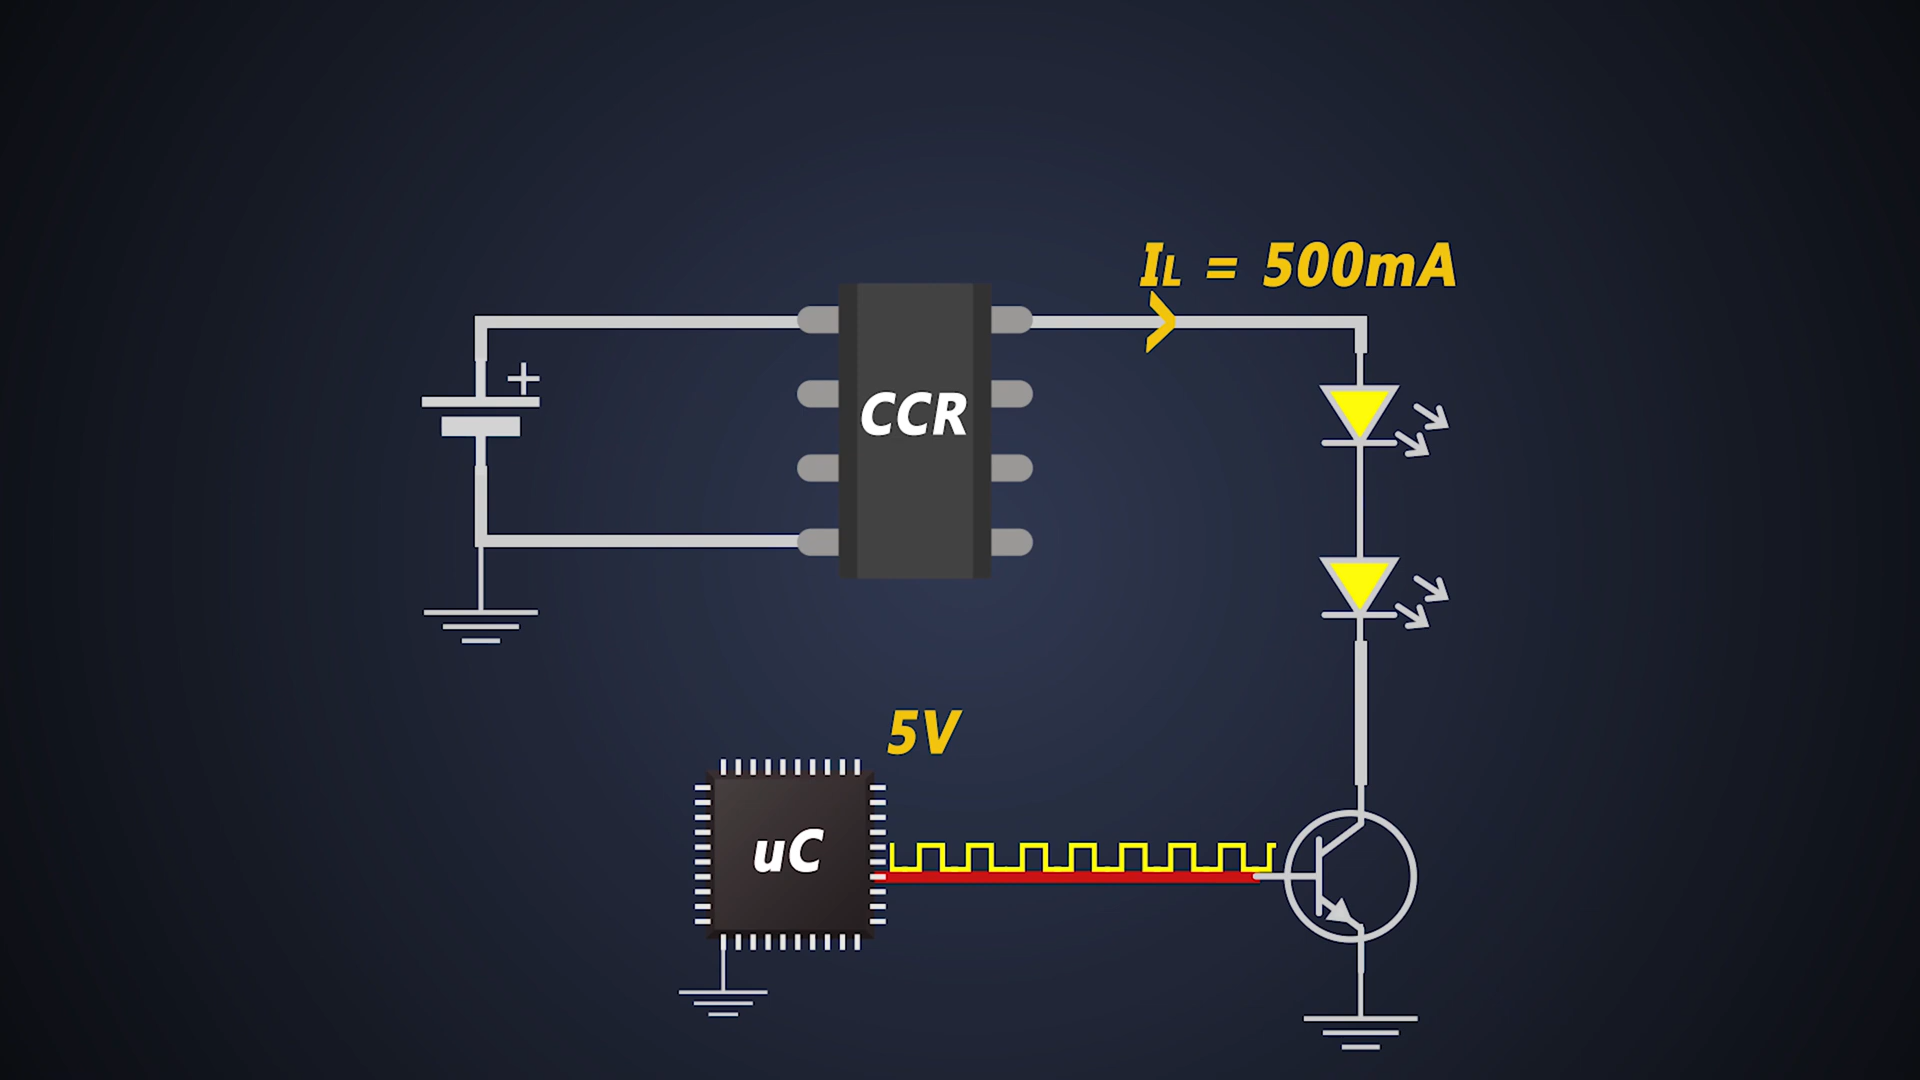 IL = 500mA
+
CCR
5V
uC